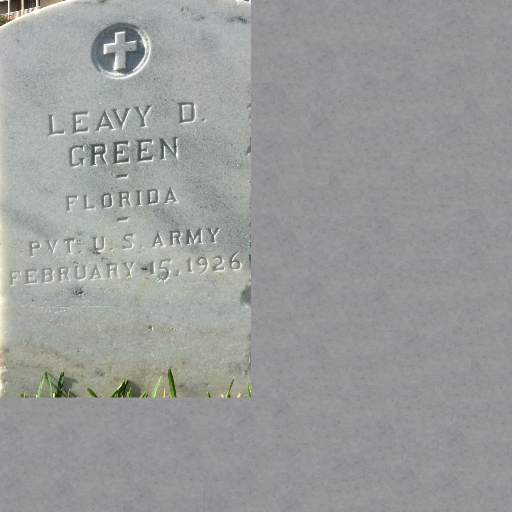 LEAVY D.
GREEN
-
FLORIDA
-
PVT. U.S. ARMY
FEBRUARY 15, 1926